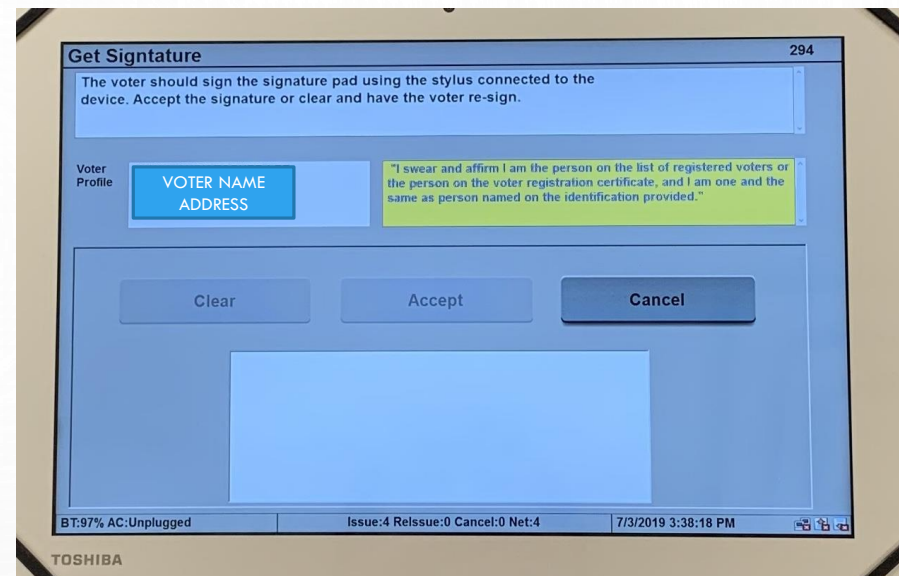 Get Signtature
294
The voter should sign the signature pad using the stylus connected to the
device. Accept the signature or clear and have the voter re-sign.
Voter
Profile
VOTER NAME
ADDRESS
"I swear and affirm I am the person on the list of registered voters or
the person on the voter registration certificate, and I am one and the
same as person named on the identification provided."
Clear
Accept
Cancel
BT:97% AC:Unplugged
Issue:4 ReIssue:0 Cancel:0 Net:4
7/3/2019 3:38:18 PM
TOSHIBA